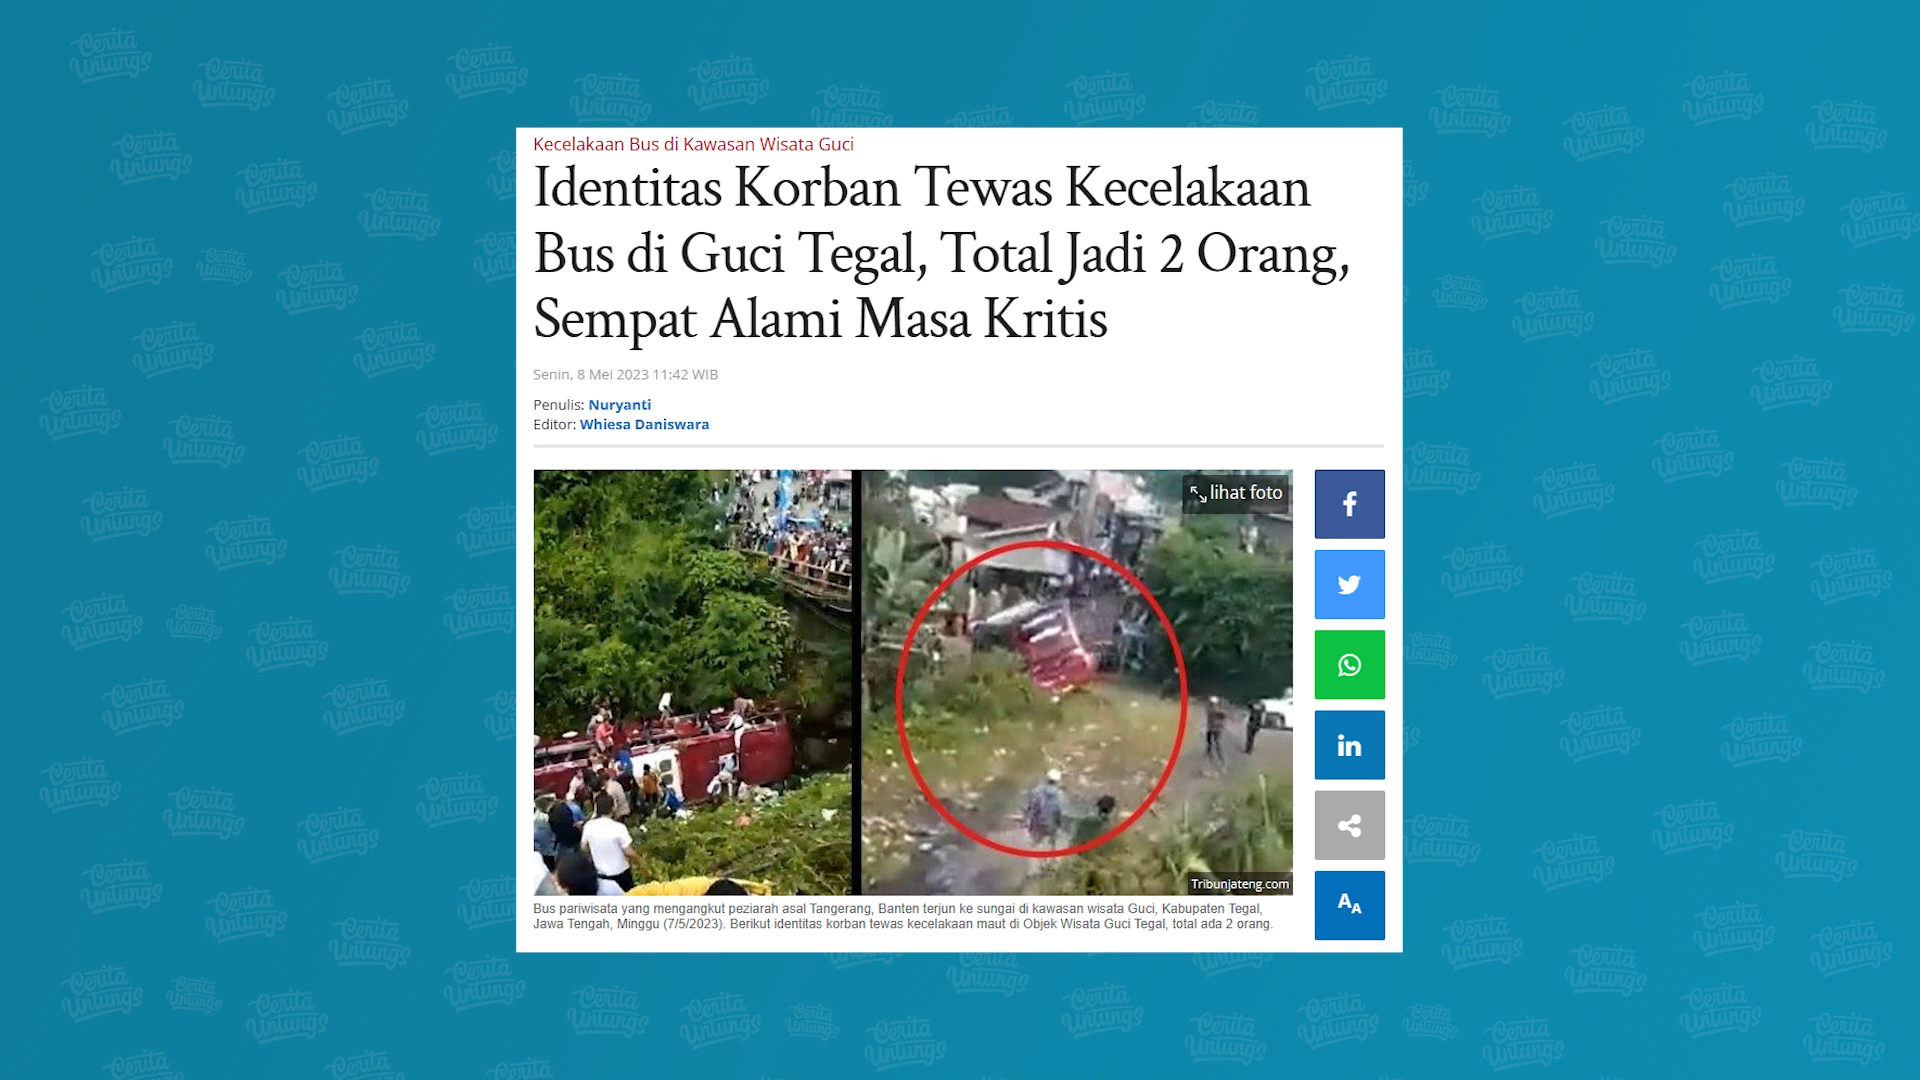 Kecelakaan Bus di Kawasan Wisata Guci
Identitas Korban Tewas Kecelakaan
Bus di Guci Tegal, Total Jadi 2 Orang,
Sempat Alami Masa Kritis
Senin, 8 Mei 2023 11:42 WIB
Penulis: Nuryanti
Editor: Whiesa Daniswara
lihat foto
Tribunjateng.com
Bus pariwisata yang mengangkut peziarah asal Tangerang, Banten terjun ke sungai di kawasan wisata Guci, Kabupaten Tegal,
Jawa Tengah, Minggu (7/5/2023). Berikut identitas korban tewas kecelakaan maut di Objek Wisata Guci Tegal, total ada 2 orang.
f
in
AA
Cerita
Untungs